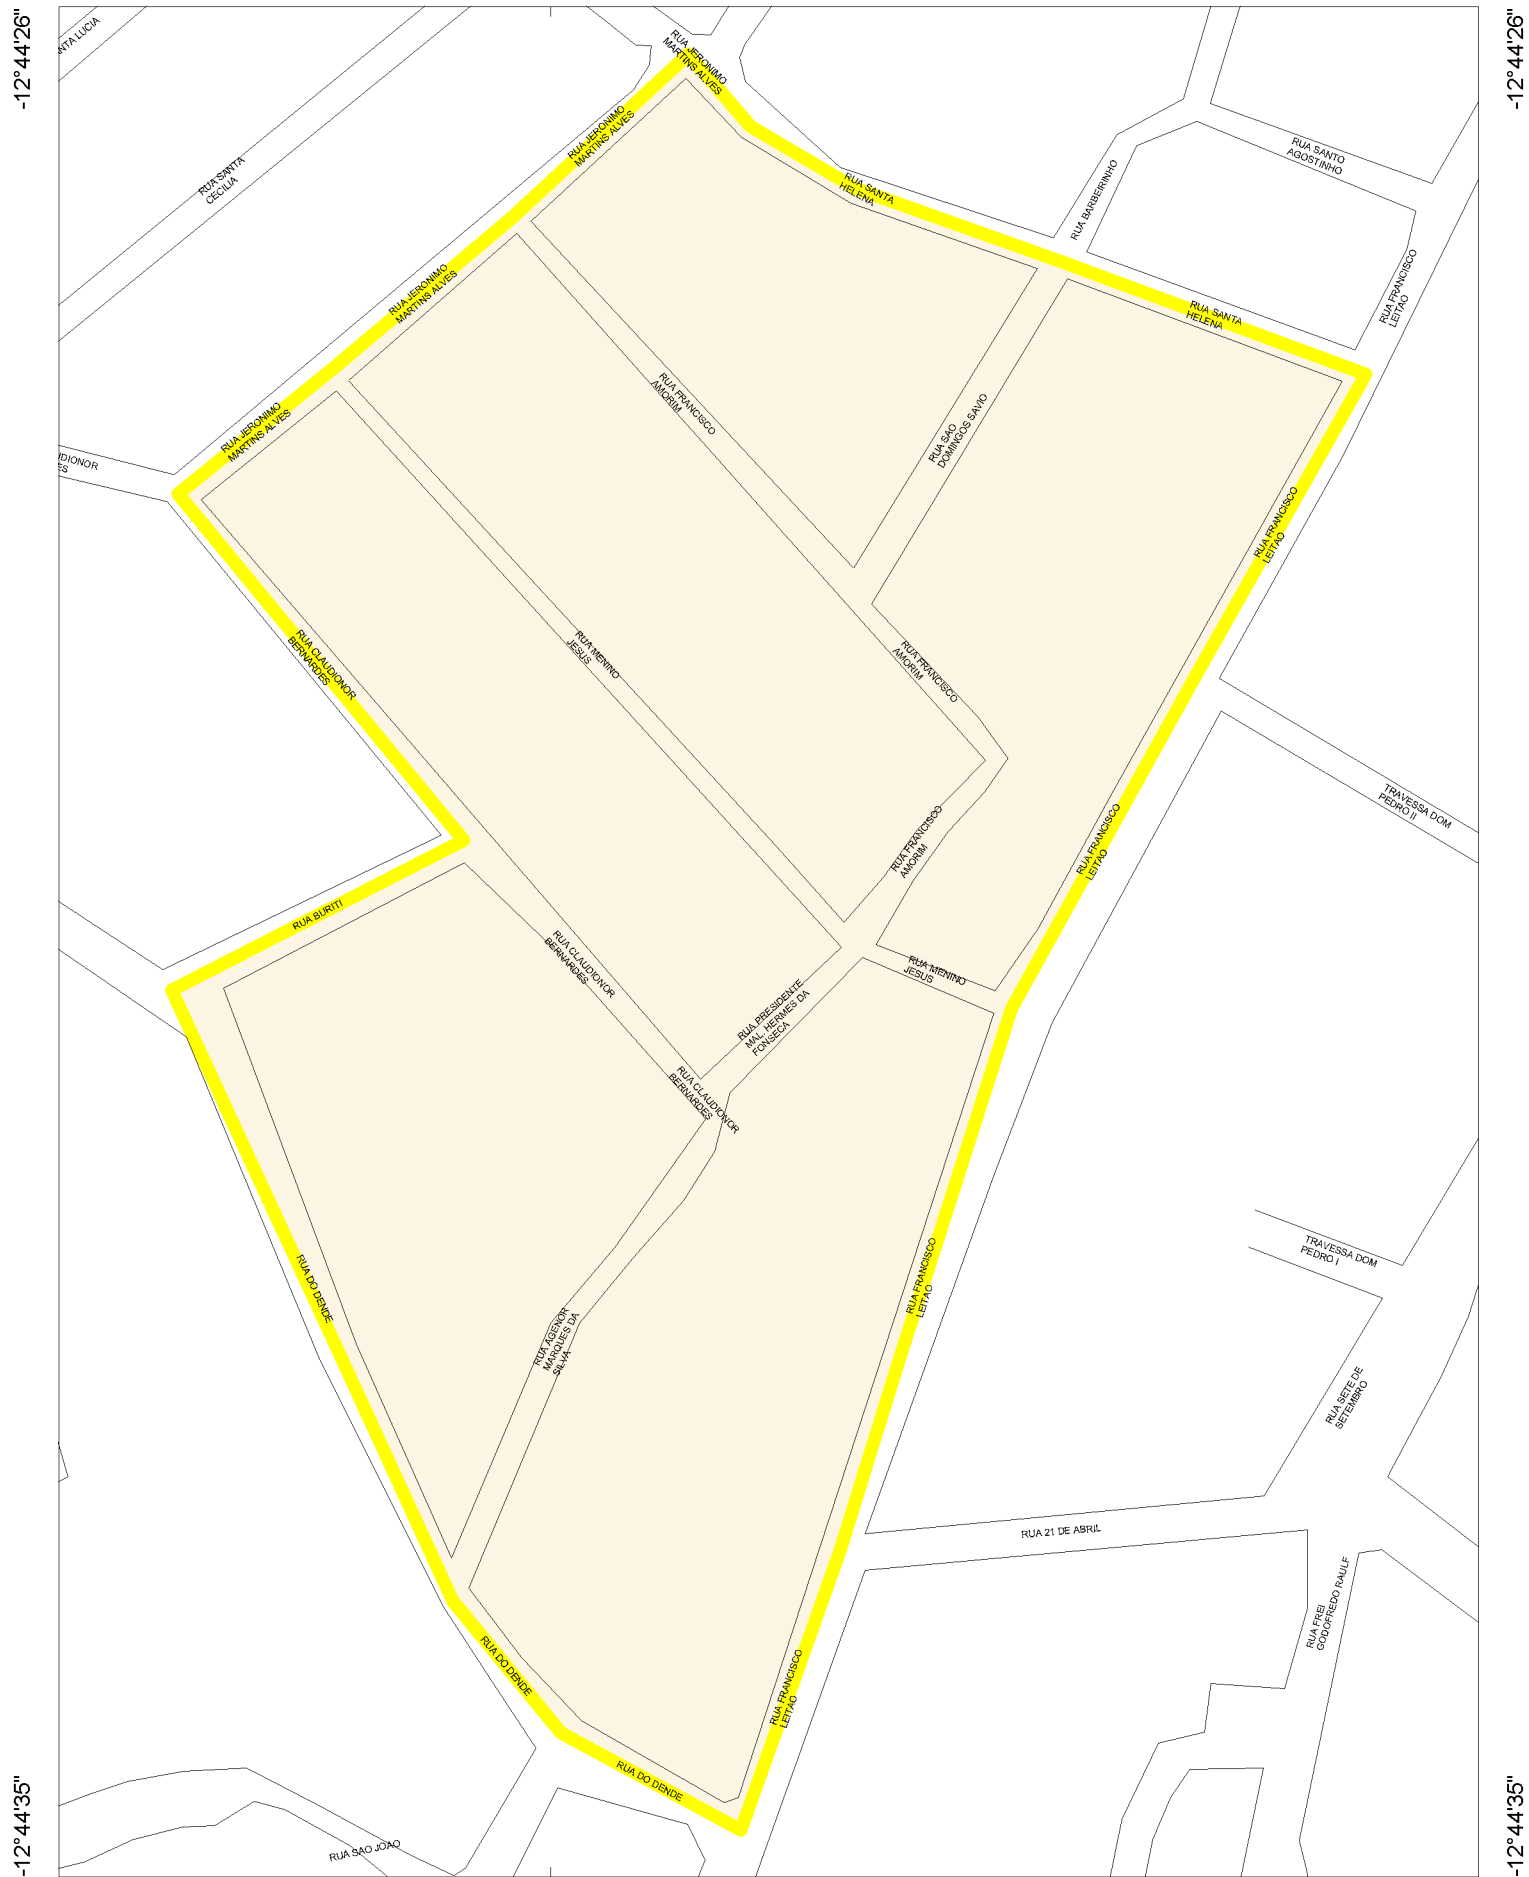 -12°44'26"
-12°44'26"
NTA LUCIA
RUA JERONIMO
MARTINS ALVES
RUA JERONIMO
MARTINS ALVES
RUA SANTA
CECILIA
RUA SANTO
AGOSTINHO
RUA SANTA
HELENA
RUA BARBEIRINHO
RUA FRANCISCO
LEITAO
RUA JERONIMO
MARTINS ALVES
RUA SANTA
HELENA
RUA FRANCISCO
AMORIM
RUA SAO
DOMINGOS SAVIO
RUA JERONIMO
MARTINS ALVES
DIONOR
ES
RUA FRANCISCO
LEITAO
RUA CLAUDIONOR
BERNARDES
RUA MENINO
JESUS
RUA FRANCISCO
AMORIM
TRAVESSA DOM
PEDRO II
RUA FRANCISCO
AMORIM
RUA FRANCISCO
LEITAO
RUA BURITI
RUA CLAUDIONOR
BERNARDES
RUA MENINO
JESUS
RUA PRESIDENTE
MAL. HERMES DA
FONSECA
RUA CLAUDIONOR
BERNARDES
RUA DO DENDE
RUA FRANCISCO
LEITAO
TRAVESSA DOM
PEDRO I
RUA AGENOR
MARQUES DA
SILVA
RUA SETE DE
SETEMBRO
RUA 21 DE ABRIL
RUA FREI
GODOFREDO RAULF
RUA DO DENDE
RUA FRANCISCO
LEITAO
RUA DO DENDE
RUA SAO JOAO
-12°44'35"
-12°44'35"